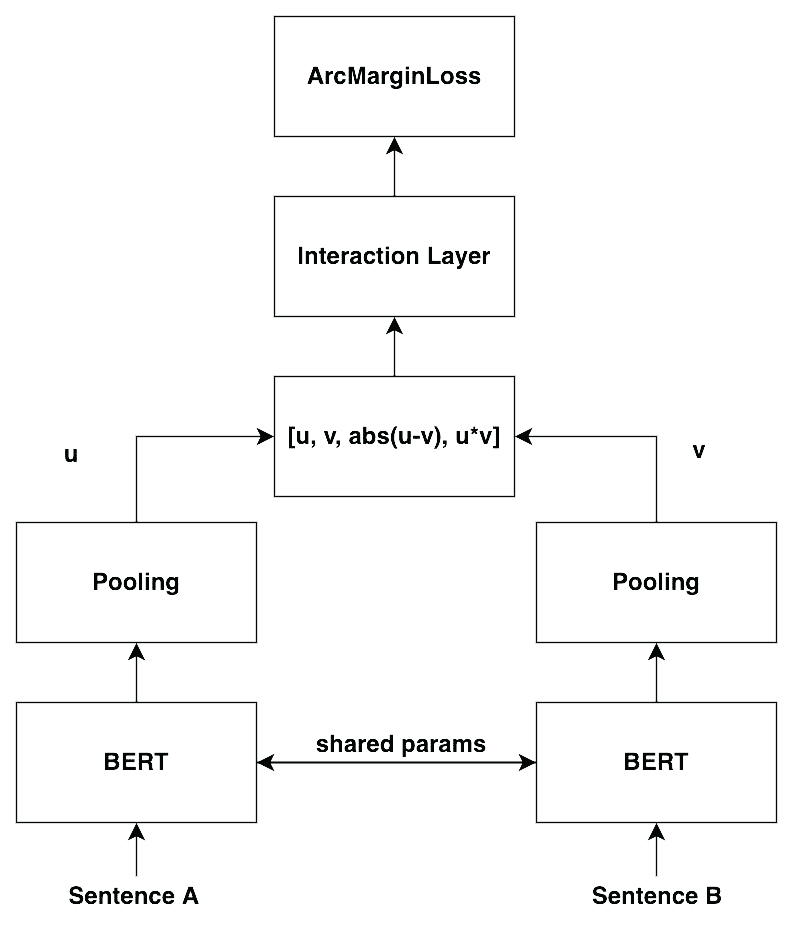 ArcMarginLoss
Interaction Layer
[u, v, abs(u-v), u*v]
u
v
Pooling
Pooling
shared params
BERT
BERT
Sentence A
Sentence B